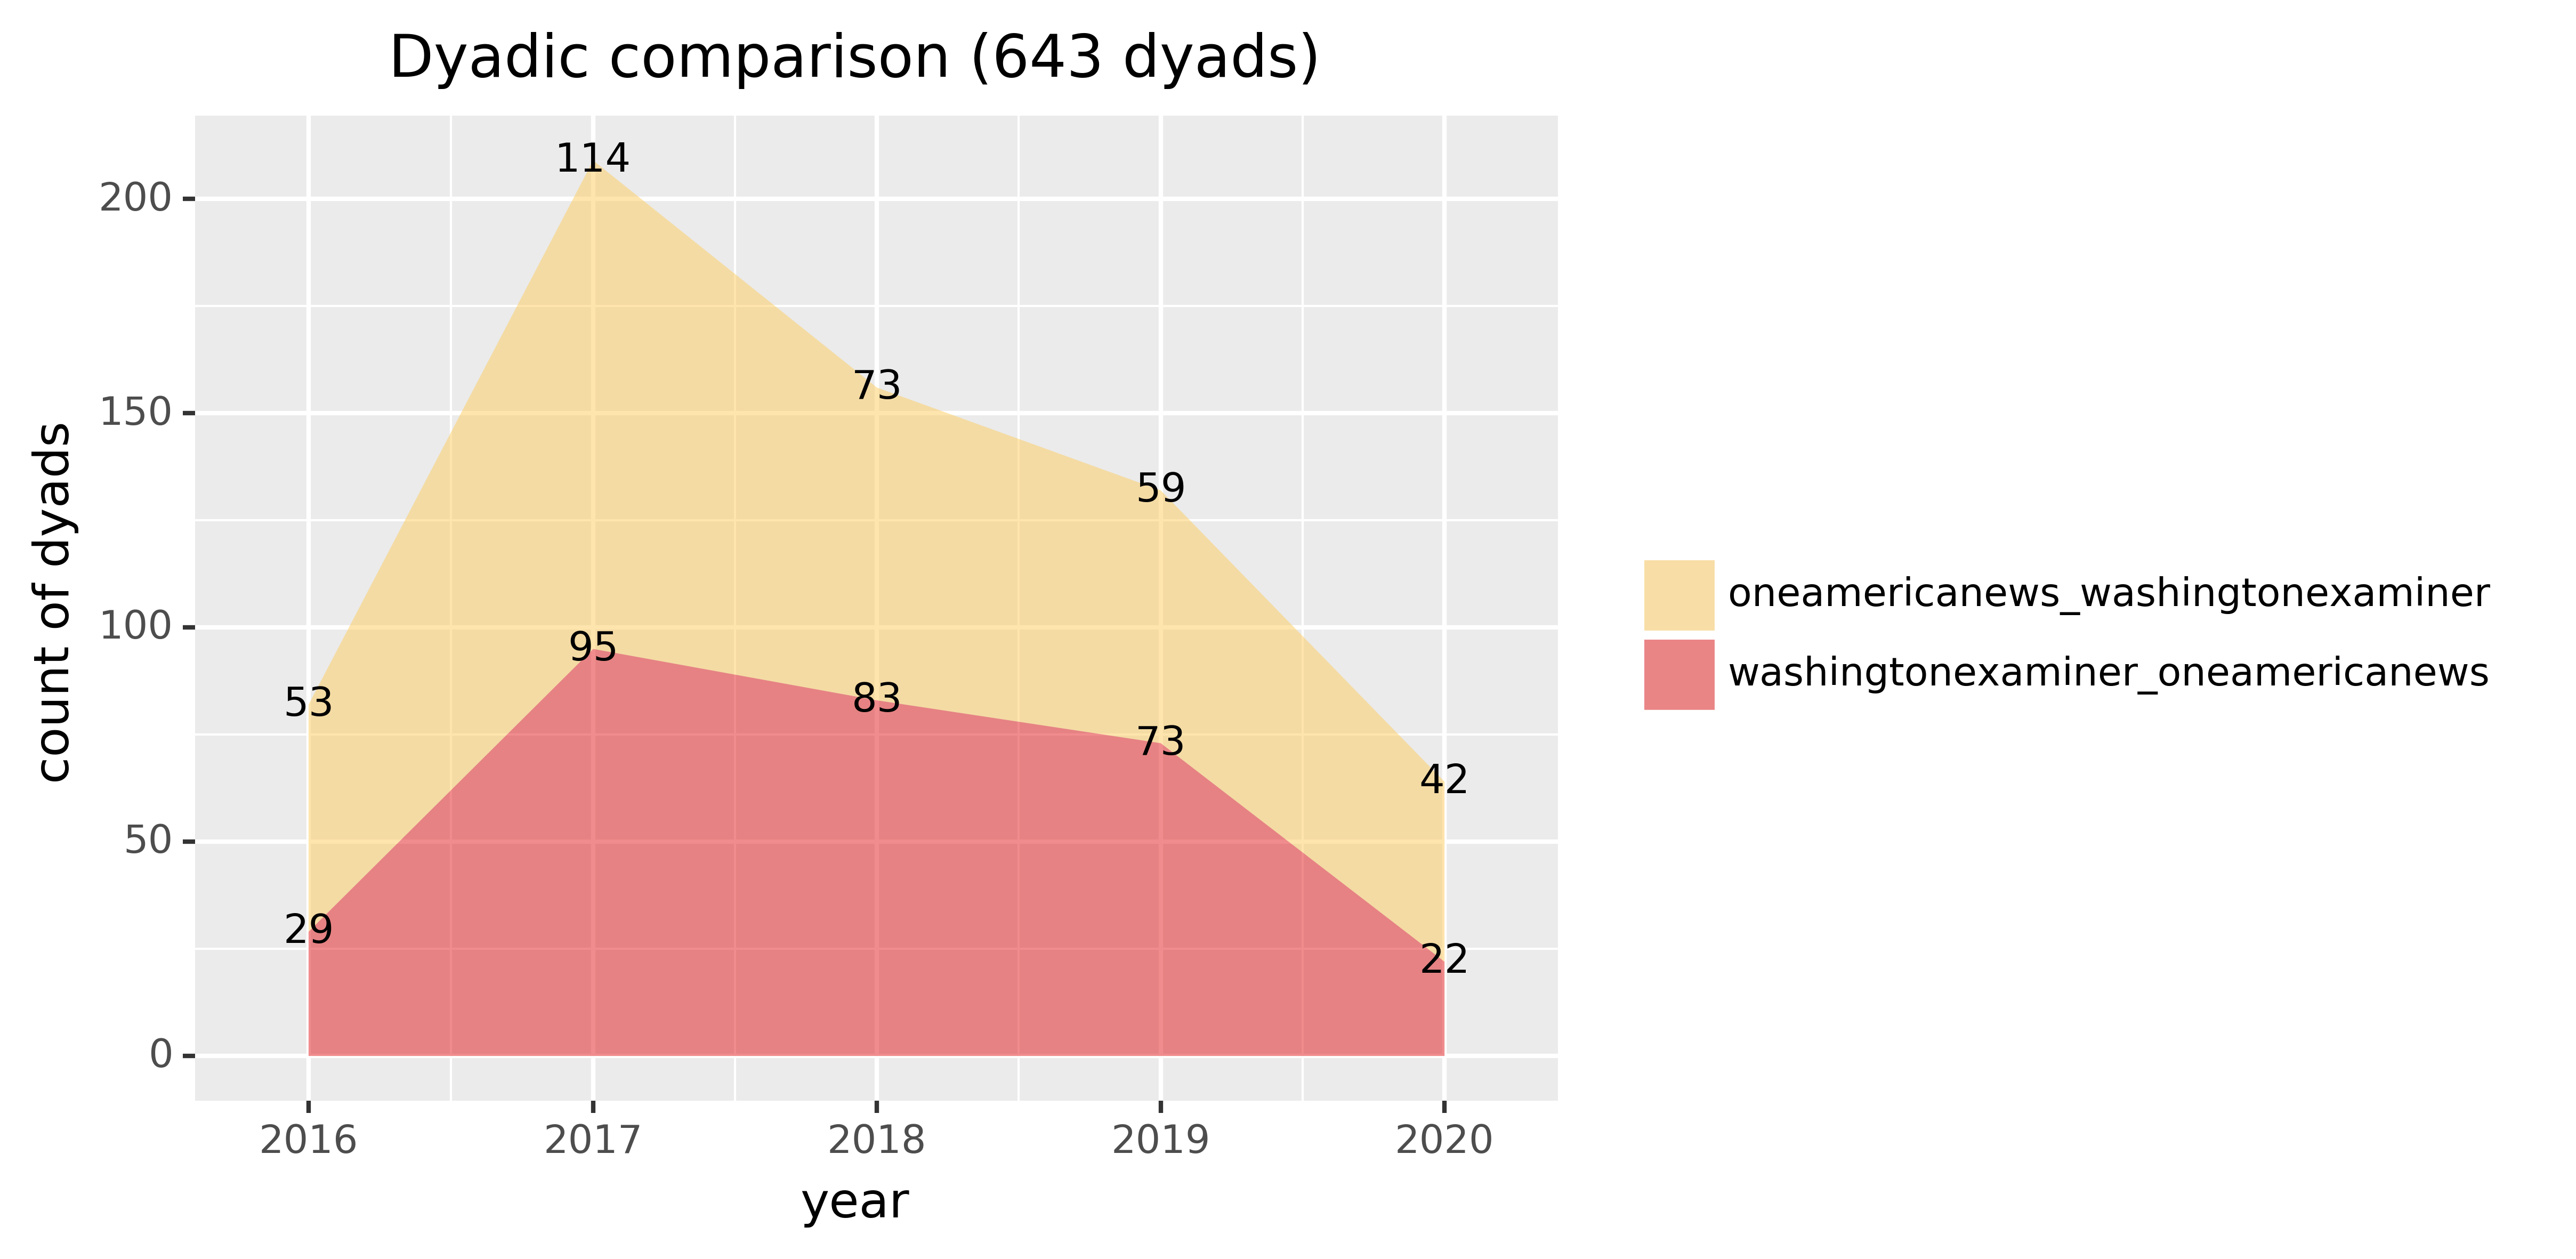 Dyadic comparison (643 dyads)
count of dyads
200
150
100
50
0
114
73
59
53
95
83
73
42
29
22
2016 2017 2018 2019 2020
year
oneamericanews_washingtonexaminer
washingtonexaminer_oneamericanews